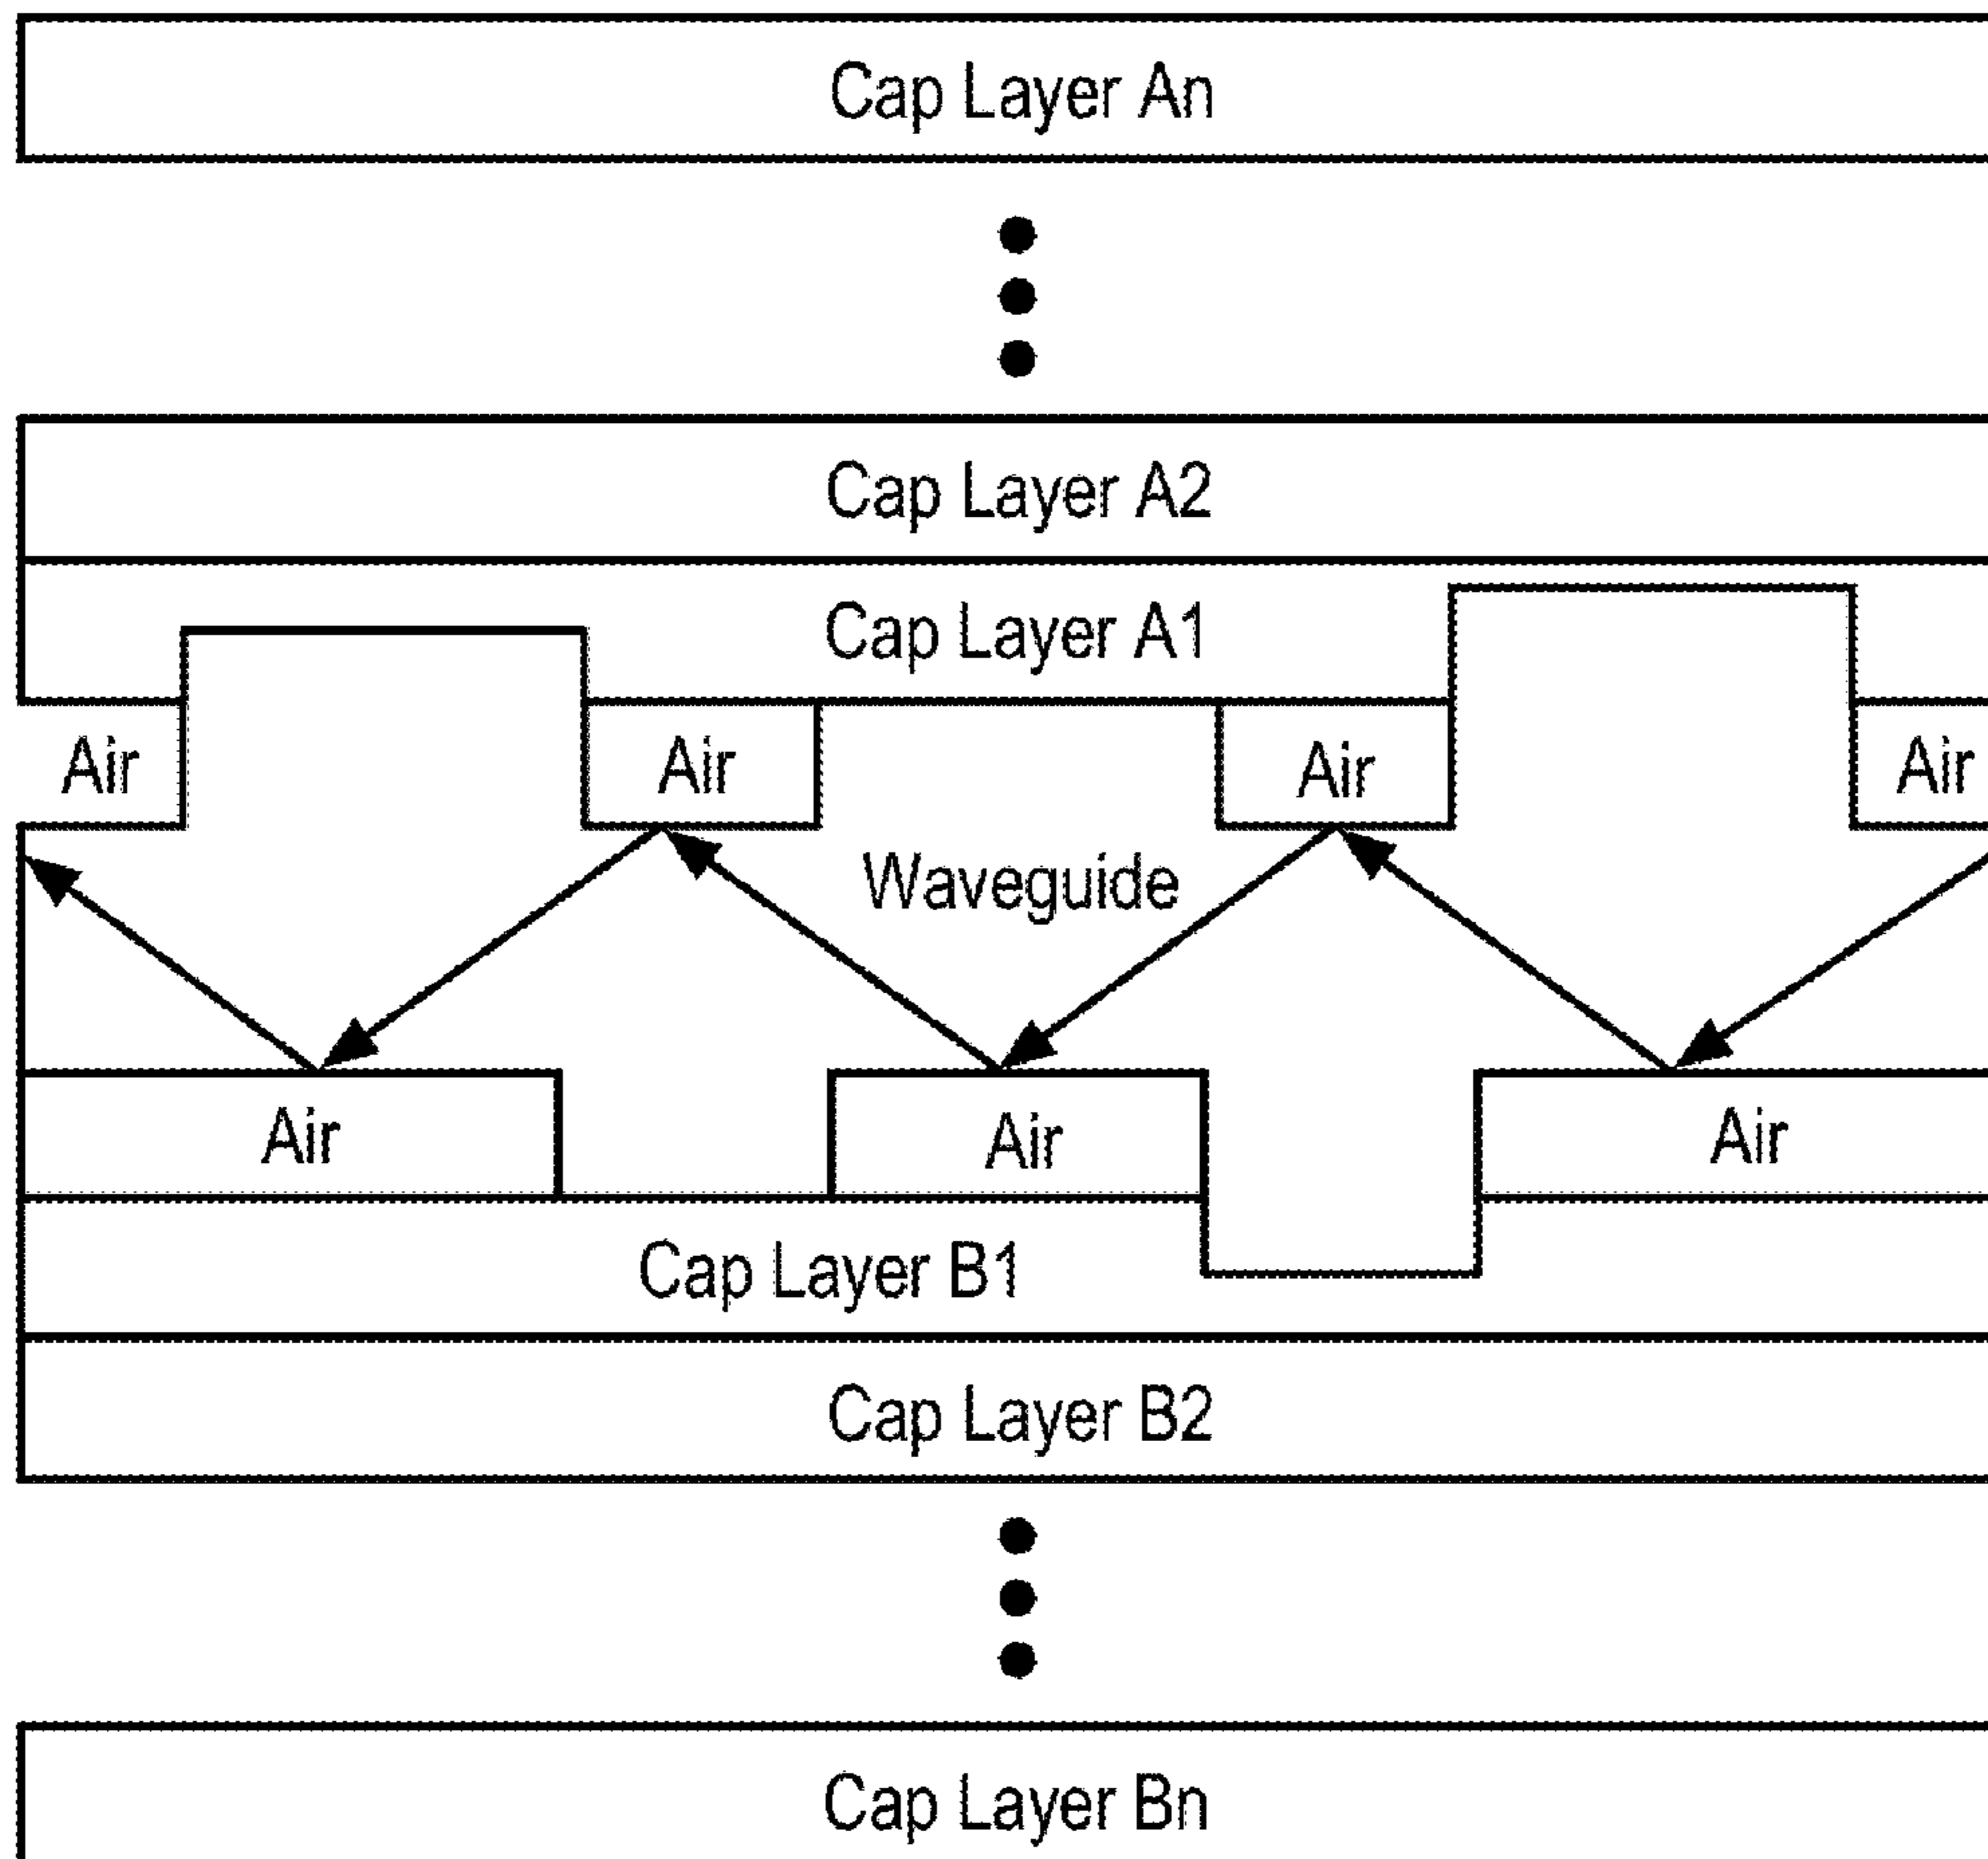 Cap Layer An
Cap Layer A2
Cap Layer A1
Air
Air
Air
Air
Waveguide
Air
Air
Air
Cap Layer B1
Cap Layer B2
Cap Layer Bn